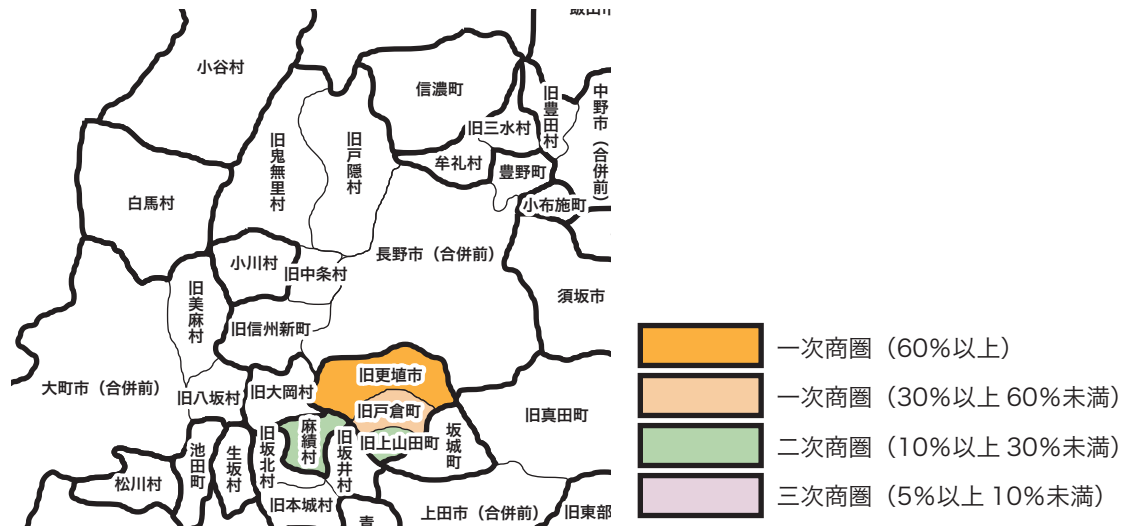 飯山市
小谷村
信濃町
旧豊田村
中野市（合併前）
旧三水村
旧鬼無里村
旧戸隠村
牟礼村
豊野町
白馬村
小布施町
長野市（合併前）
小川村
旧中条村
須坂市
旧美麻村
旧信州新町
一次商圏（60%以上）
旧更埴市
大町市（合併前）
旧八坂村
旧大岡村
一次商圏（30%以上 60%未満）
旧戸倉町
旧真田町
麻績村
旧坂井村
旧上山田町
坂城町
二次商圏（10%以上 30%未満）
池田町
生坂村
旧坂北村
松川村
三次商圏（5%以上 10%未満）
旧本城村
青
上田市（合併前）
旧東部